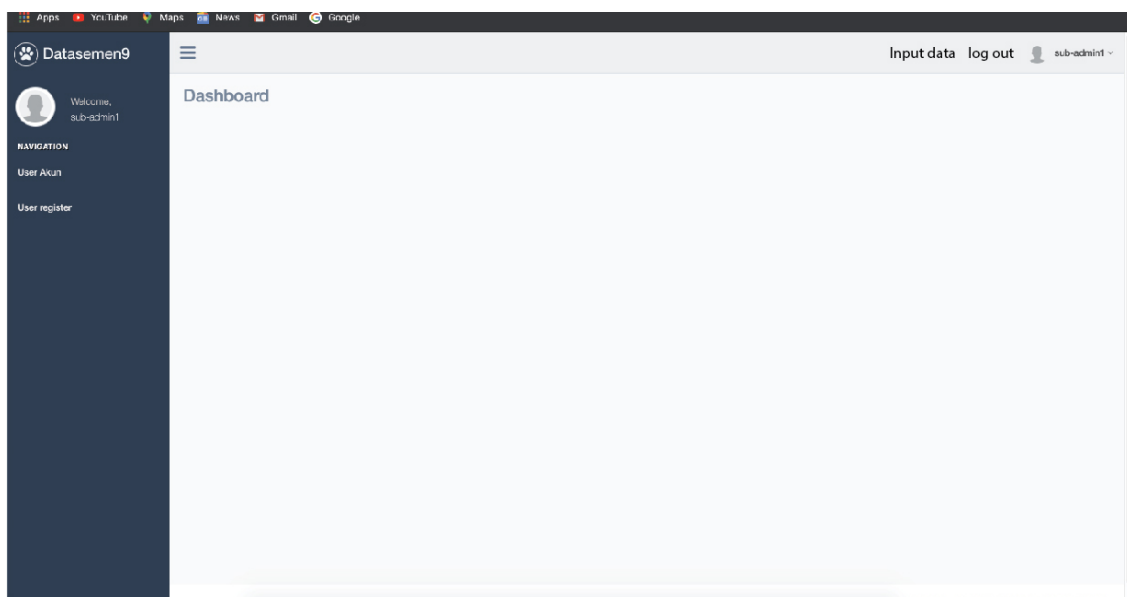 Apps YouTube Maps News Gmail Google
Datasemen9
Input data log out sub-admin1
Welcome,
sub-admin1
Dashboard
NAVIGATION
User Akun
User register